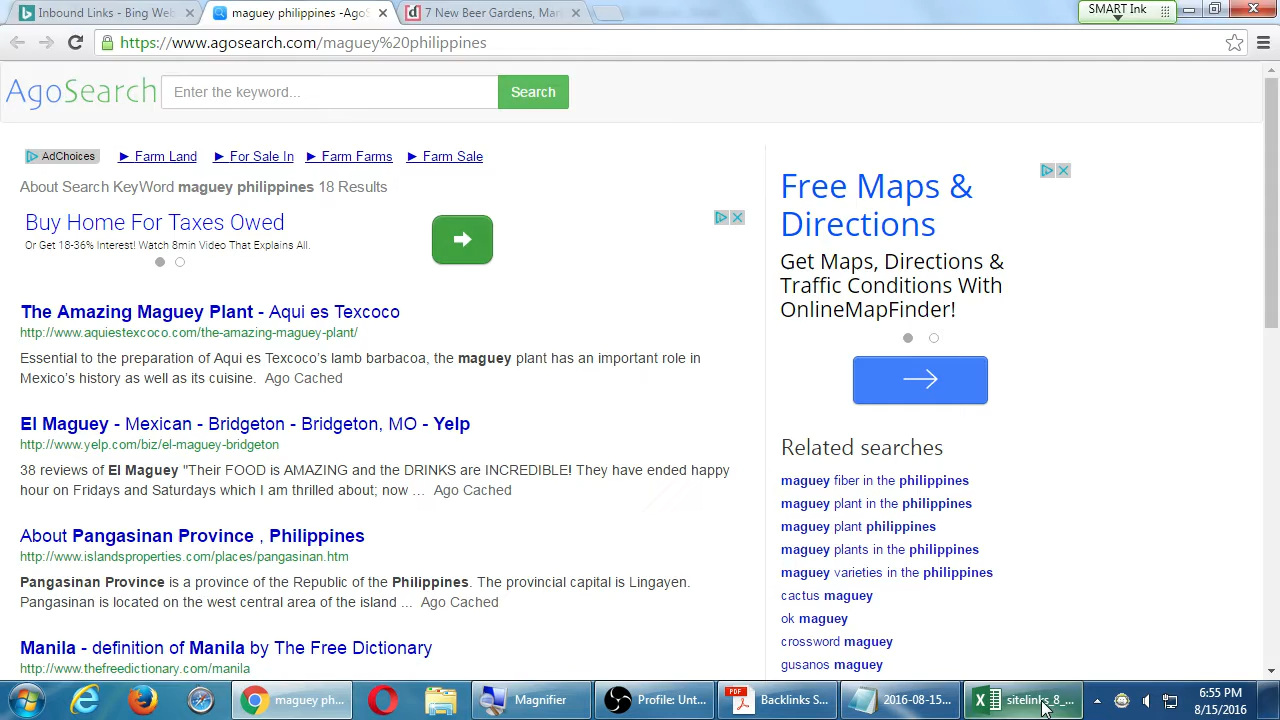 Inbound Links - Bing Web
maguey philippines -AgoS
7 New Beer Gardens, Mar
SMART Ink
https://www.agosearch.com/maguey%20philippines
AgoSearch
Enter the keyword...
Search
AdChoices
► Farm Land
► For Sale In
► Farm Farms
► Farm Sale
About Search KeyWord maguey philippines 18 Results
Buy Home For Taxes Owed
Or Get 18-36% Interest! Watch 8min Video That Explains All.
The Amazing Maguey Plant - Aqui es Texcoco
http://www.aquiestexcoco.com/the-amazing-maguey-plant/
Essential to the preparation of Aqui es Texcoco's lamb barbacoa, the maguey plant has an important role in
Mexico's history as well as its cuisine. Ago Cached
El Maguey - Mexican - Bridgeton - Bridgeton, MO - Yelp
http://www.yelp.com/biz/el-maguey-bridgeton
38 reviews of El Maguey "Their FOOD is AMAZING and the DRINKS are INCREDIBLE! They have ended happy
hour on Fridays and Saturdays which I am thrilled about; now ... Ago Cached
About Pangasinan Province , Philippines
http://www.islandsproperties.com/places/pangasinan.htm
Pangasinan Province is a province of the Republic of the Philippines. The provincial capital is Lingayen.
Pangasinan is located on the west central area of the island ... Ago Cached
Manila - definition of Manila by The Free Dictionary
http://www.thefreedictionary.com/manila
Free Maps &
Directions
Get Maps, Directions &
Traffic Conditions With
OnlineMapFinder!
Related searches
maguey fiber in the philippines
maguey plant in the philippines
maguey plant philippines
maguey plants in the philippines
maguey varieties in the philippines
cactus maguey
ok maguey
crossword maguey
gusanos maguey
maguey ph...
Magnifier
Profile: Unt...
PDF
Backlinks S...
2016-08-15...
sitelinks_8_...
6:55 PM
8/15/2016